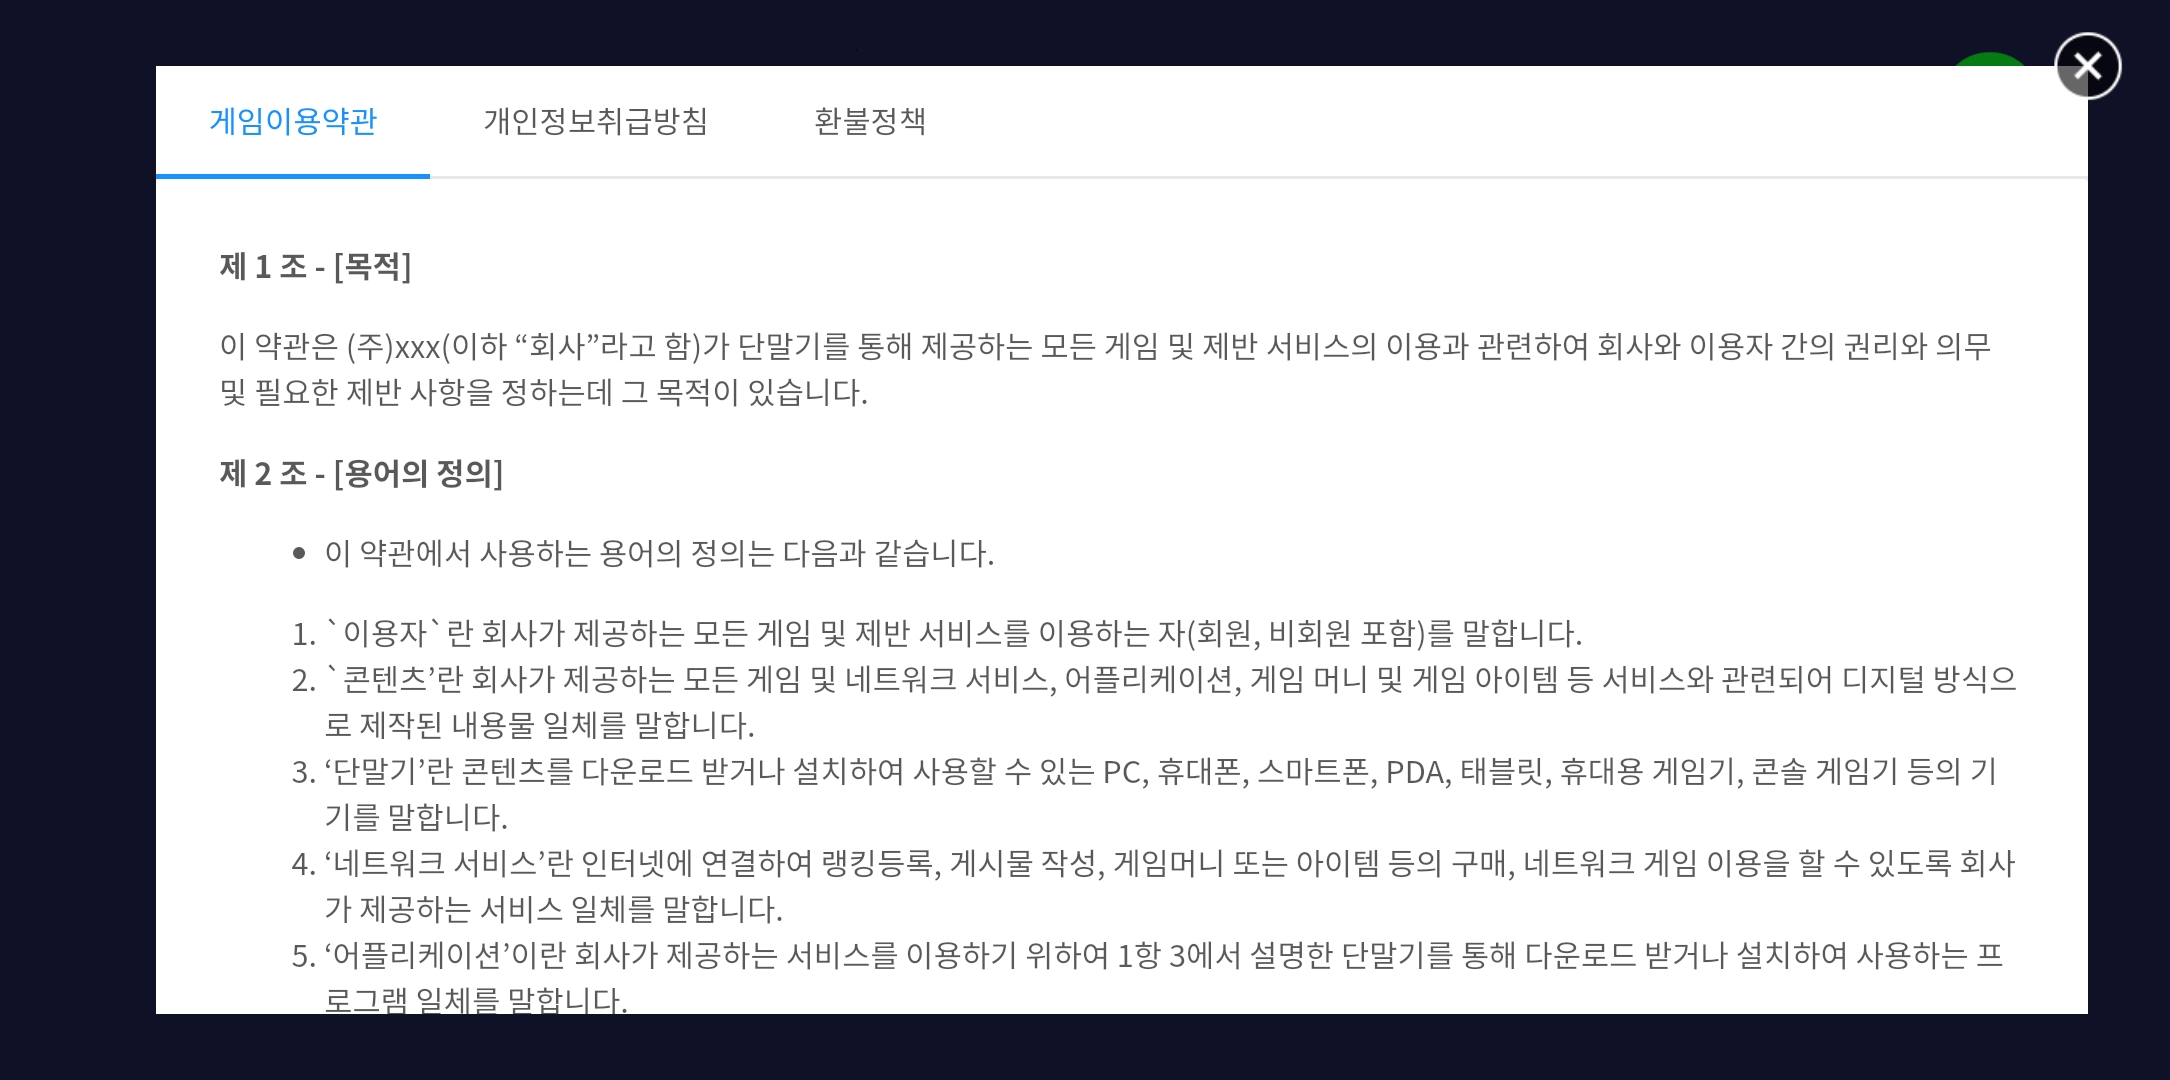 게임이용약관 개인정보취급방침 환불정책
제 1 조 - [목적]
이 약관은 (주)xxx(이하 “회사”라고 함)가 단말기를 통해 제공하는 모든 게임 및 제반 서비스의 이용과 관련하여 회사와 이용자 간의 권리와 의무
및 필요한 제반 사항을 정하는데 그 목적이 있습니다.
제 2 조 - [용어의 정의]
• 이 약관에서 사용하는 용어의 정의는 다음과 같습니다.
1. `이용자`란 회사가 제공하는 모든 게임 및 제반 서비스를 이용하는 자(회원, 비회원 포함)를 말합니다.
2. `콘텐츠’란 회사가 제공하는 모든 게임 및 네트워크 서비스, 어플리케이션, 게임 머니 및 게임 아이템 등 서비스와 관련되어 디지털 방식으
로 제작된 내용물 일체를 말합니다.
3. ‘단말기’란 콘텐츠를 다운로드 받거나 설치하여 사용할 수 있는 PC, 휴대폰, 스마트폰, PDA, 태블릿, 휴대용 게임기, 콘솔 게임기 등의 기
기를 말합니다.
4. ‘네트워크 서비스’란 인터넷에 연결하여 랭킹등록, 게시물 작성, 게임머니 또는 아이템 등의 구매, 네트워크 게임 이용을 할 수 있도록 회사
가 제공하는 서비스 일체를 말합니다.
5. ‘어플리케이션’이란 회사가 제공하는 서비스를 이용하기 위하여 1항 3에서 설명한 단말기를 통해 다운로드 받거나 설치하여 사용하는 프
로그램 일체를 말합니다.